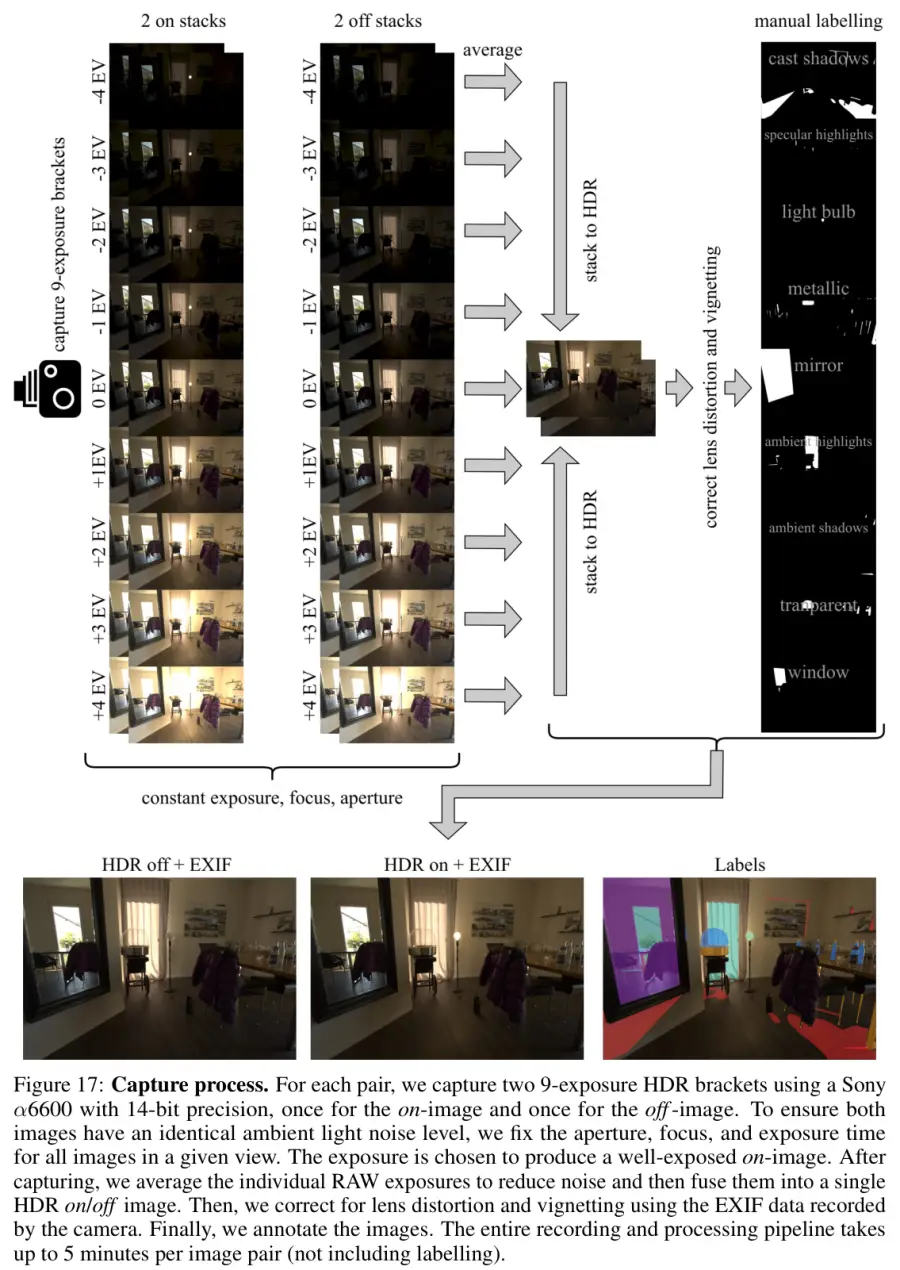 2 on stacks
2 off stacks
manual labelling
average
capture 9-exposure brackets
-4 EV
-3 EV
-2 EV
-1 EV
0 EV
+1EV
+2 EV
+3 EV
+4 EV
-4 EV
-3 EV
-2 EV
-1 EV
0 EV
+1EV
+2 EV
+3 EV
+4 EV
stack to HDR
stack to HDR
correct lens distortion and vignetting
cast shadows
specular highlights
light bulb
metallic
mirror
ambient highlights
ambient shadows
tranparent
window
constant exposure, focus, aperture
HDR off + EXIF
HDR on + EXIF
Labels
Figure 17: Capture process. For each pair, we capture two 9-exposure HDR brackets using a Sony
α6600 with 14-bit precision, once for the on-image and once for the off-image. To ensure both
images have an identical ambient light noise level, we fix the aperture, focus, and exposure time
for all images in a given view. The exposure is chosen to produce a well-exposed on-image. After
capturing, we average the individual RAW exposures to reduce noise and then fuse them into a single
HDR on/off image. Then, we correct for lens distortion and vignetting using the EXIF data recorded
by the camera. Finally, we annotate the images. The entire recording and processing pipeline takes
up to 5 minutes per image pair (not including labelling).